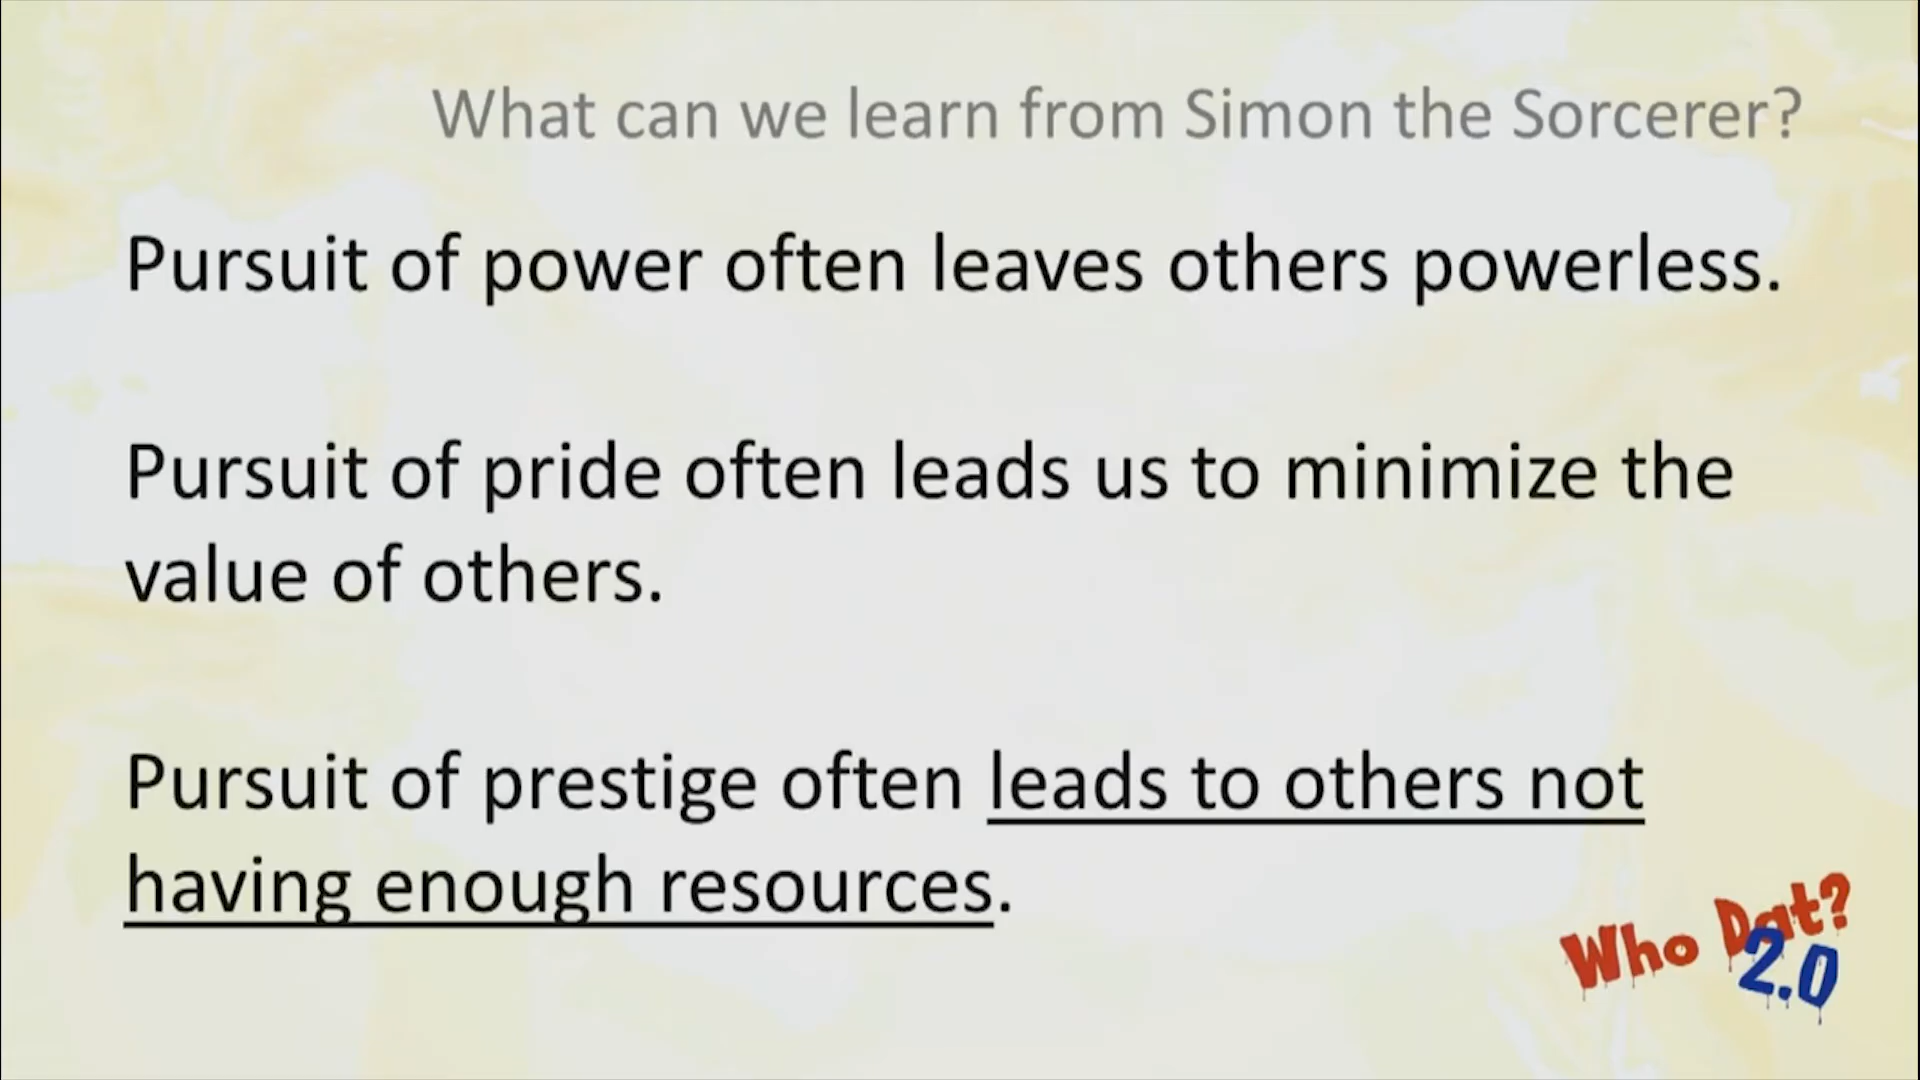 What can we learn from Simon the Sorcerer?
Pursuit of power often leaves others powerless.
Pursuit of pride often leads us to minimize the
value of others.
Pursuit of prestige often leads to others not
having enough resources.
Who Dat?
2.0